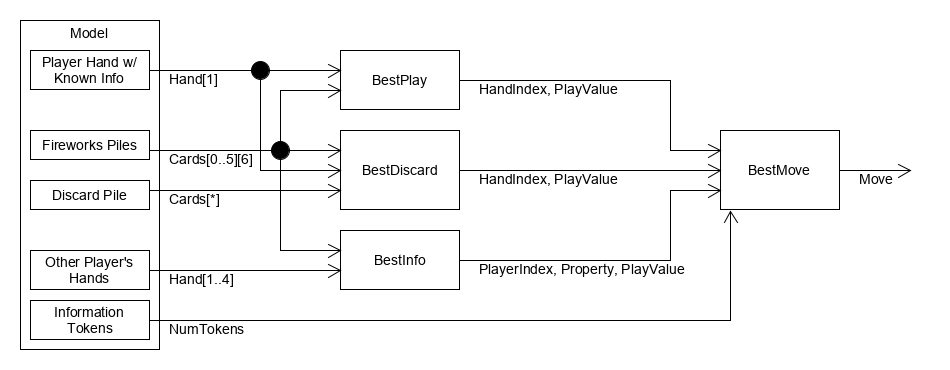 Model
Player Hand w/
Known Info
Hand[1]
BestPlay
HandIndex, PlayValue
Fireworks Piles
Cards[0..5][6]
BestDiscard
HandIndex, PlayValue
BestMove
Move
Discard Pile
Cards[*]
Other Player's
Hands
Hand[1..4]
BestInfo
PlayerIndex, Property, PlayValue
Information
Tokens
NumTokens